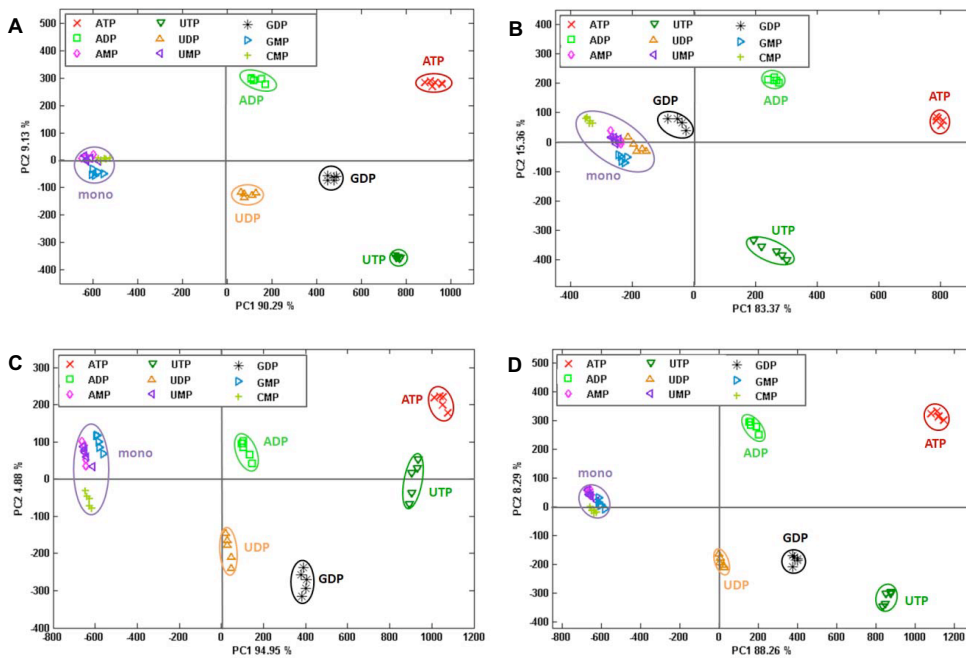 A
ATP UTP GDP
ADP UDP GMP
AMP UMP CMP
500
400
300
200
100
0
-100
-200
-300
-400
PC2 9.13 %
ATP
ADP
mono
GDP
UDP
UTP
-600 -400 -200 0 200 400 600 800 1000
PC1 90.29 %
B
ATP UTP GDP
ADP UDP GMP
AMP UMP CMP
400
300
200
100
0
-100
-200
-300
-400
PC2 15.36 %
ADP
GDP
ATP
mono
UTP
-400 -200 0 200 400 600 800
PC1 83.37 %
C
ATP UTP GDP
ADP UDP GMP
AMP UMP CMP
300
200
100
0
-100
-200
-300
-400
PC2 4.88 %
ATP
ADP
mono
UTP
UDP
GDP
-800 -600 -400 -200 0 200 400 600 800 1000 1200
PC1 94.95 %
D
ATP UTP GDP
ADP UDP GMP
AMP UMP CMP
500
400
300
200
100
0
-100
-200
-300
-400
PC2 8.29 %
ATP
ADP
mono
GDP
UDP
UTP
-800 -600 -400 -200 0 200 400 600 800 1000 1200
PC1 88.26 %